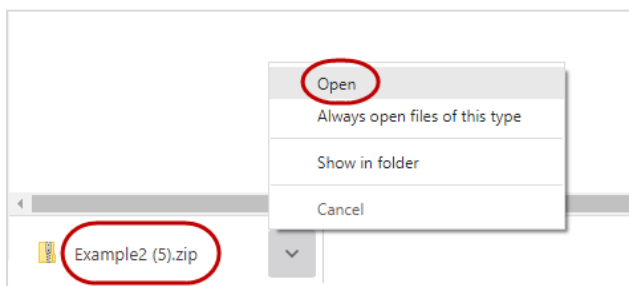 Open
Always open files of this type
Show in folder
Cancel
Example2 (5).zip